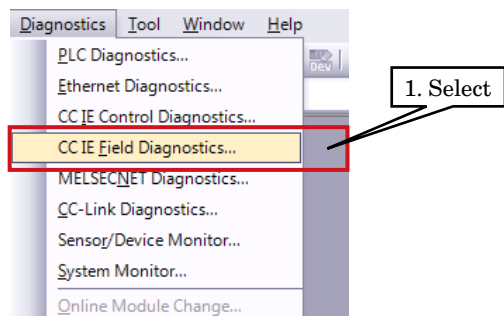 Diagnostics Tool Window Help
PLC Diagnostics...
Dev
Ethernet Diagnostics...
1. Select
CC IE Control Diagnostics...
CC IE Field Diagnostics...
MELSECNET Diagnostics...
CC-Link Diagnostics...
Sensor/Device Monitor...
System Monitor...
Online Module Change...